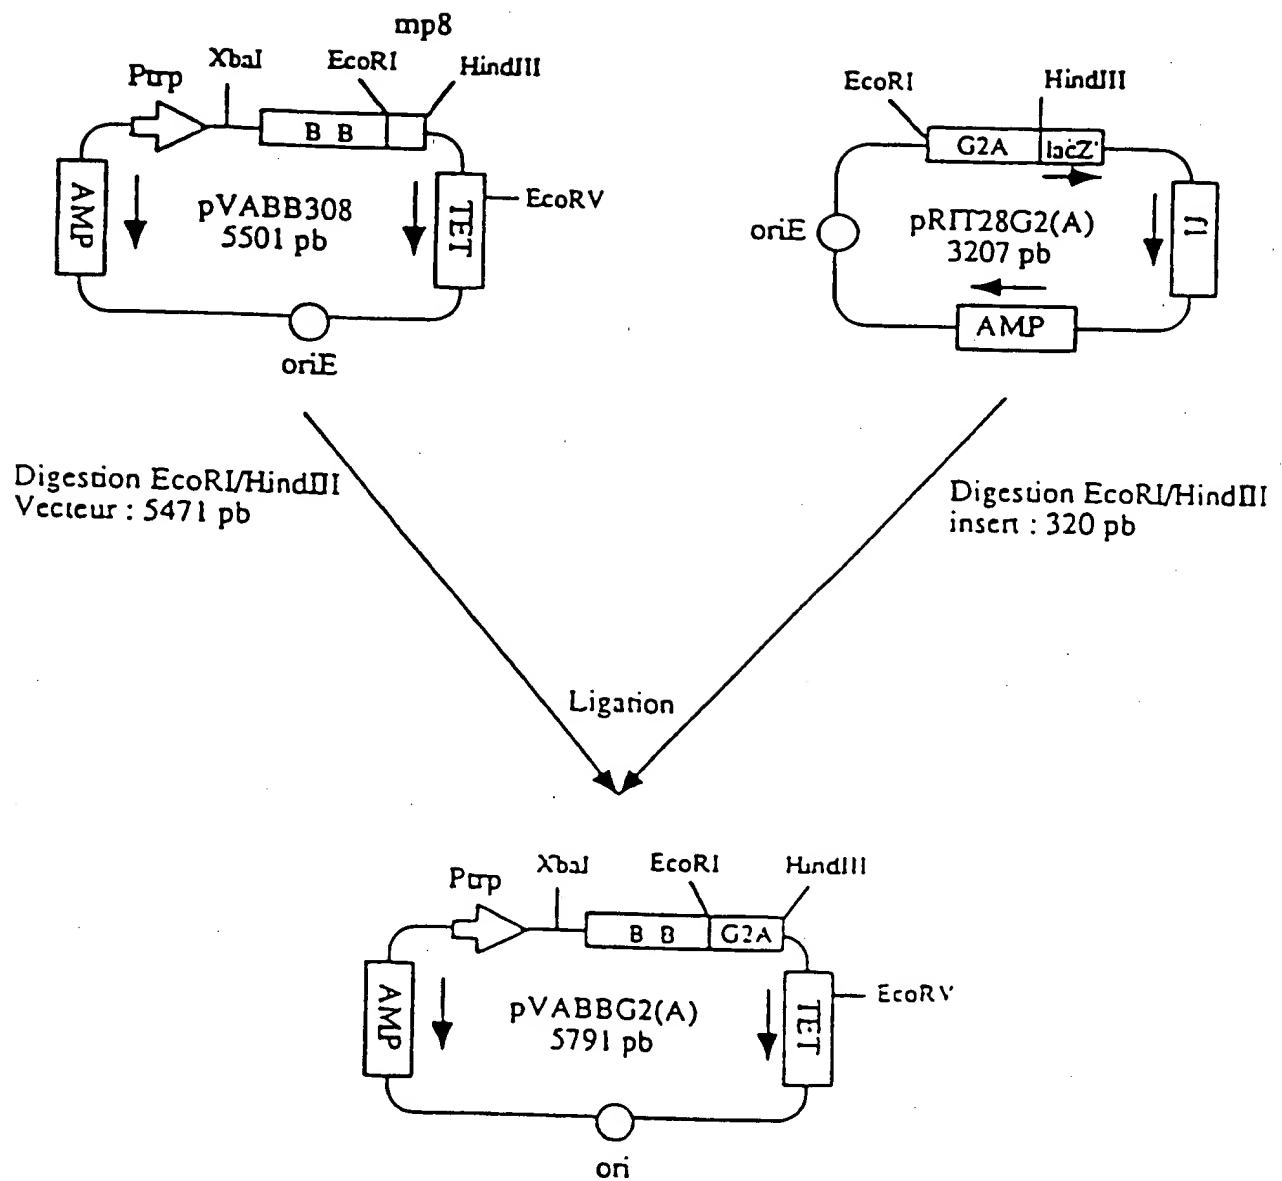 mp8
Ptrp
XbaI
EcoRI
HindIII
B B
AMP
pVABB308
5501 pb
TET
EcoRV
oriE
EcoRI
HindIII
G2A
lacZ'
oriE
pRIT28G2(A)
3207 pb
f1
AMP
Digestion EcoRI/HindIII
Vecteur : 5471 pb
Digestion EcoRI/HindIII
insert : 320 pb
Ligation
Ptrp
XbaI
EcoRI
HindIII
B B
G2A
AMP
pVABBG2(A)
5791 pb
TET
EcoRV
ori